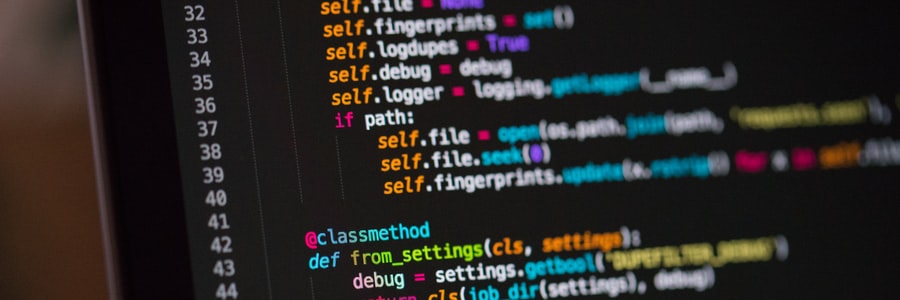 32 self.file = None
33 self.fingerprints = set()
34 self.logdupes = True
35 self.debug = debug
36 self.logger = logging.getLogger(__name__)
37 if path:
38 self.file = open(os.path.join(path, 'requests.seen'),
39 self.file.seek(0)
40 self.fingerprints.update(x.rstrip() for x in self.file
41
42 @classmethod
43 def from_settings(cls, settings):
44 debug = settings.getbool('DUPEFILTER_DEBUG')
return cls(job_dir(settings), debug)